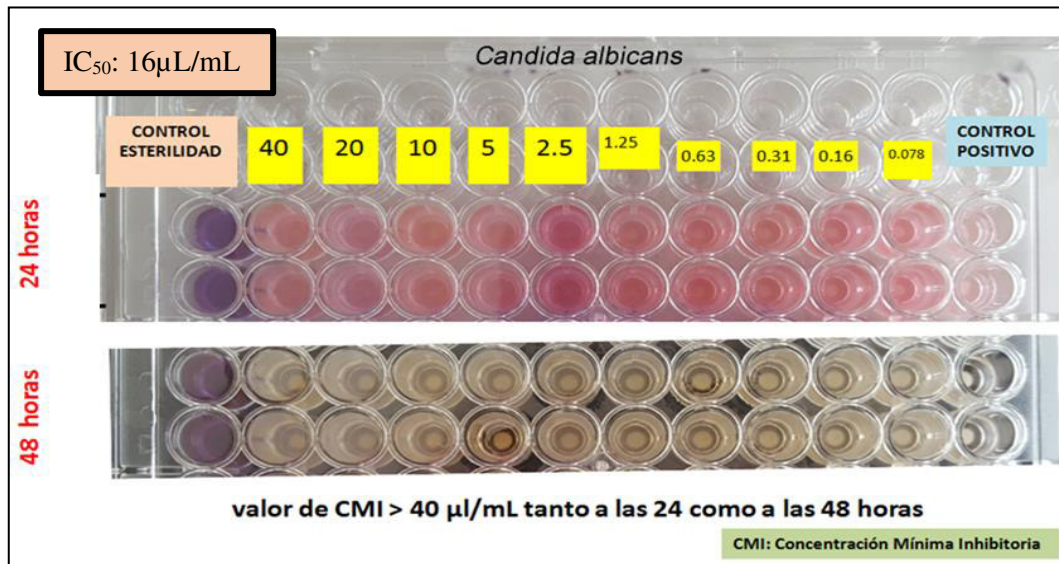 IC₅₀: 16µL/mL
Candida albicans
CONTROL
ESTERILIDAD
40
20
10
5
2.5
1.25
0.63
0.31
0.16
0.078
CONTROL
POSITIVO
24 horas
48 horas
valor de CMI > 40 µl/mL tanto a las 24 como a las 48 horas
CMI: Concentración Mínima Inhibitoria